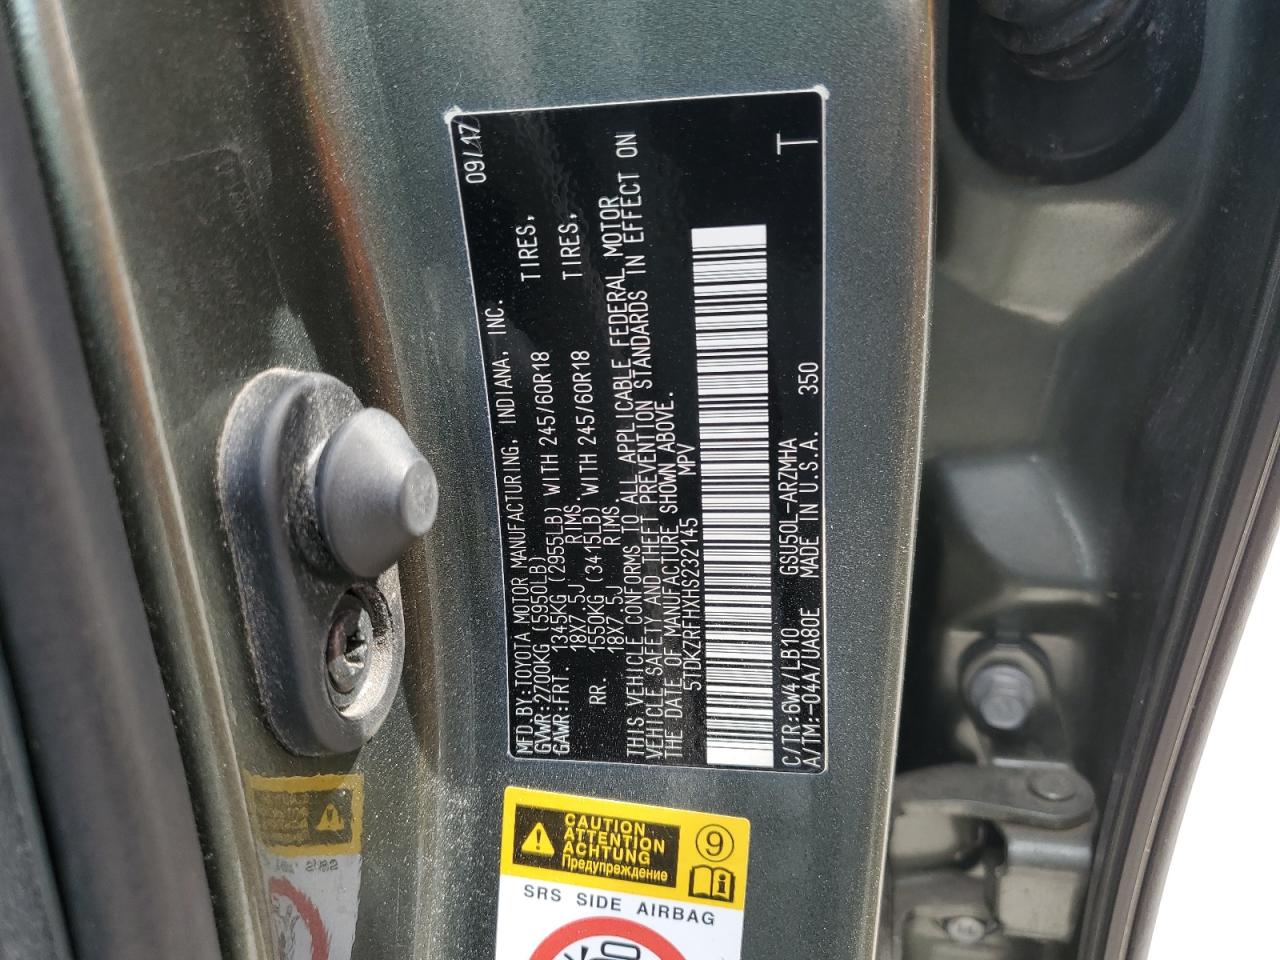 09/17
MFD.BY:TOYOTA MOTOR MANUFACTURING, INDIANA, INC.
GVWR:2700KG (5950LB)
GAWR:FRT. 1345KG (2955LB) WITH 245/60R18 TIRES,
18X7.5J RIMS,
RR. 1550KG (3415LB) WITH 245/60R18 TIRES,
18X7.5J RIMS,
THIS VEHICLE CONFORMS TO ALL APPLICABLE FEDERAL MOTOR
VEHICLE SAFETY AND THEFT PREVENTION STANDARDS IN EFFECT ON
THE DATE OF MANUFACTURE SHOWN ABOVE.
5TDKZRFHXHS232145 MPV
C/TR:6W4/LB10 GSU50L-ARZMHA
A/TM:-04A/UA80E MADE IN U.S.A. 350
T
CAUTION
ATTENTION
ACHTUNG
Предупреждение
9
SRS SIDE AIRBAG